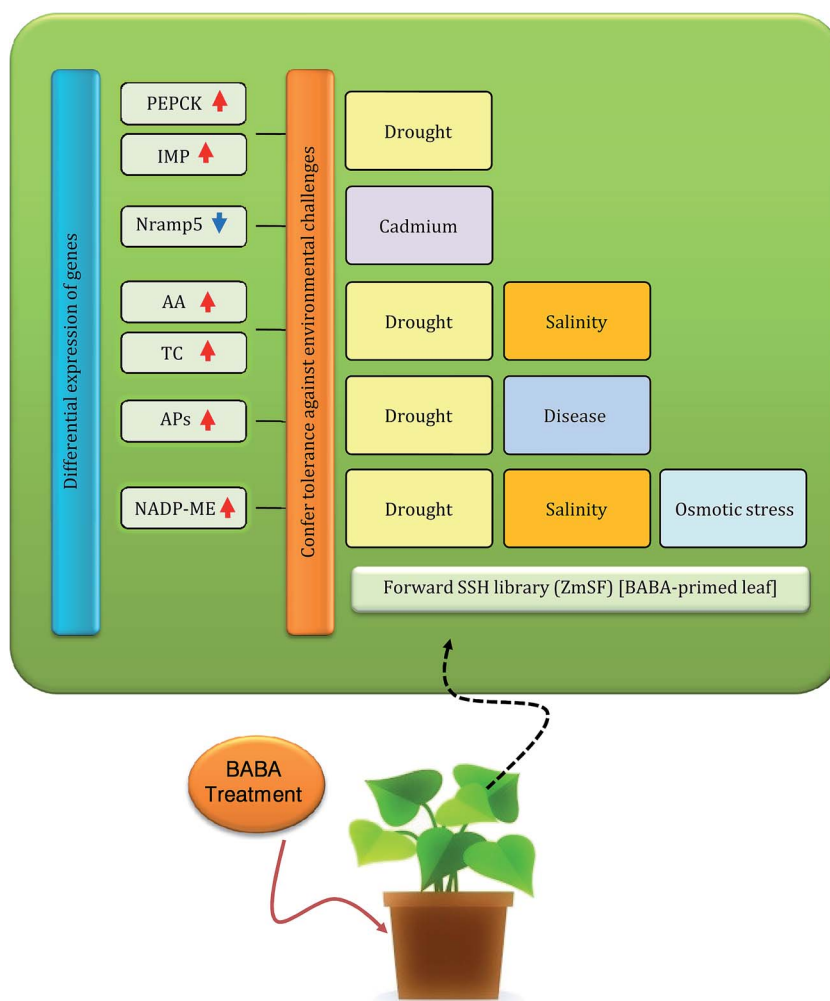 Differential expression of genes
PEPCK
IMP
Nramp5
AA
TC
APs
NADP-ME
Confer tolerance against environmental challenges
Drought
Cadmium
Drought Salinity
Drought Disease
Drought Salinity Osmotic stress
Forward SSH library (ZmSF) [BABA-primed leaf]
BABA
Treatment